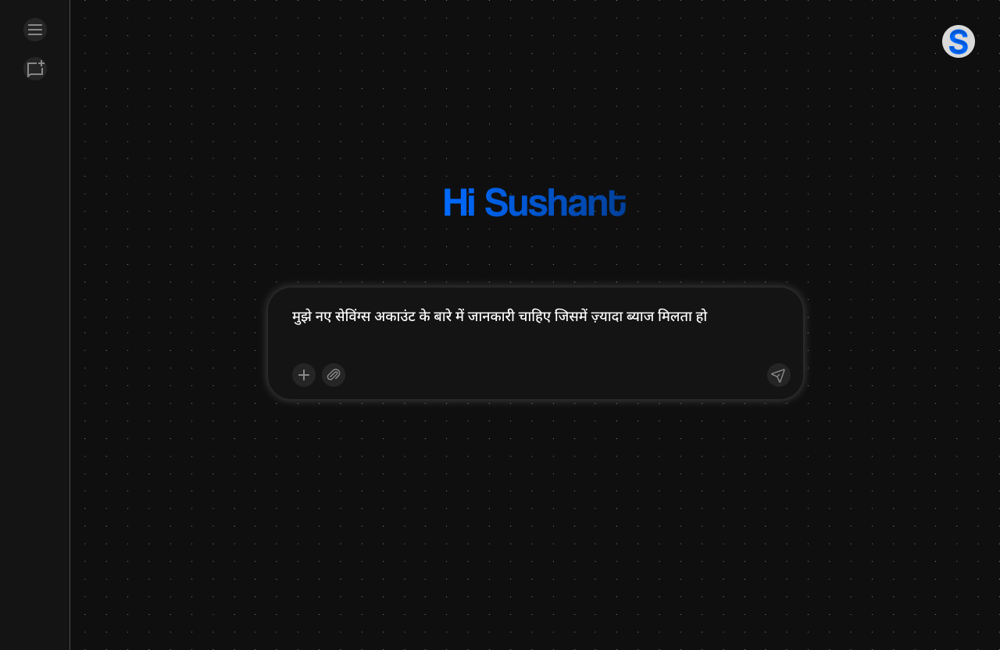 S
Hi Sushant
मुझे नए सेविंग्स अकाउंट के बारे में जानकारी चाहिए जिसमें ज़्यादा ब्याज मिलता हो